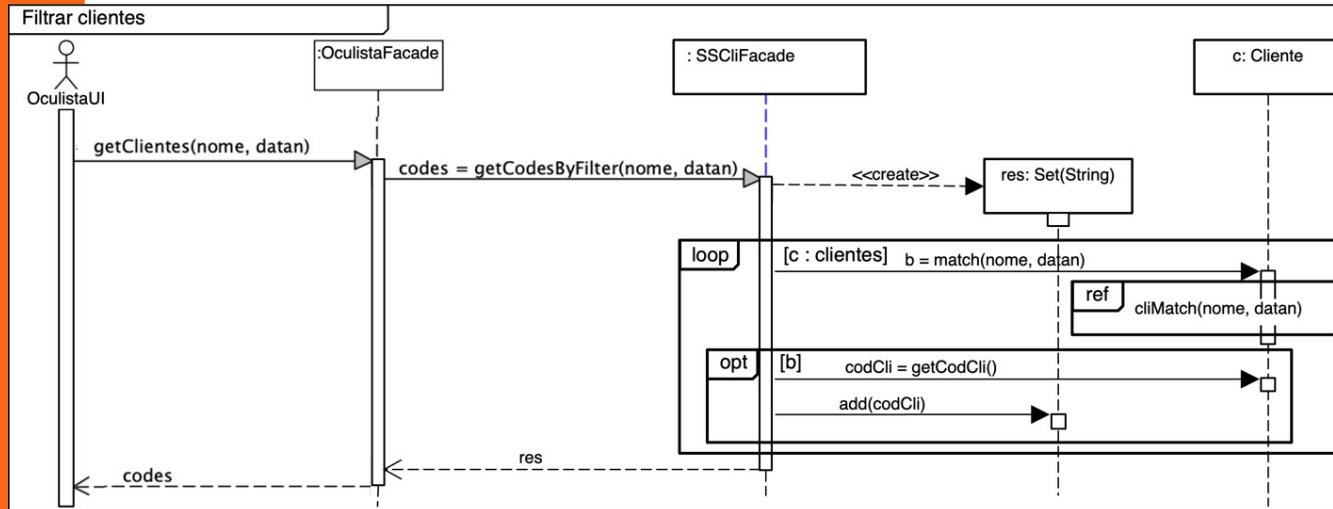 Filtrar clientes
OculistaUI
:OculistaFacade
: SSCliFacade
c: Cliente
getClientes(nome, datan)
codes = getCodesByFilter(nome, datan)
<<create>>
res: Set(String)
loop
[c : clientes]
b = match(nome, datan)
ref
cliMatch(nome, datan)
opt
[b]
codCli = getCodCli()
add(codCli)
res
codes